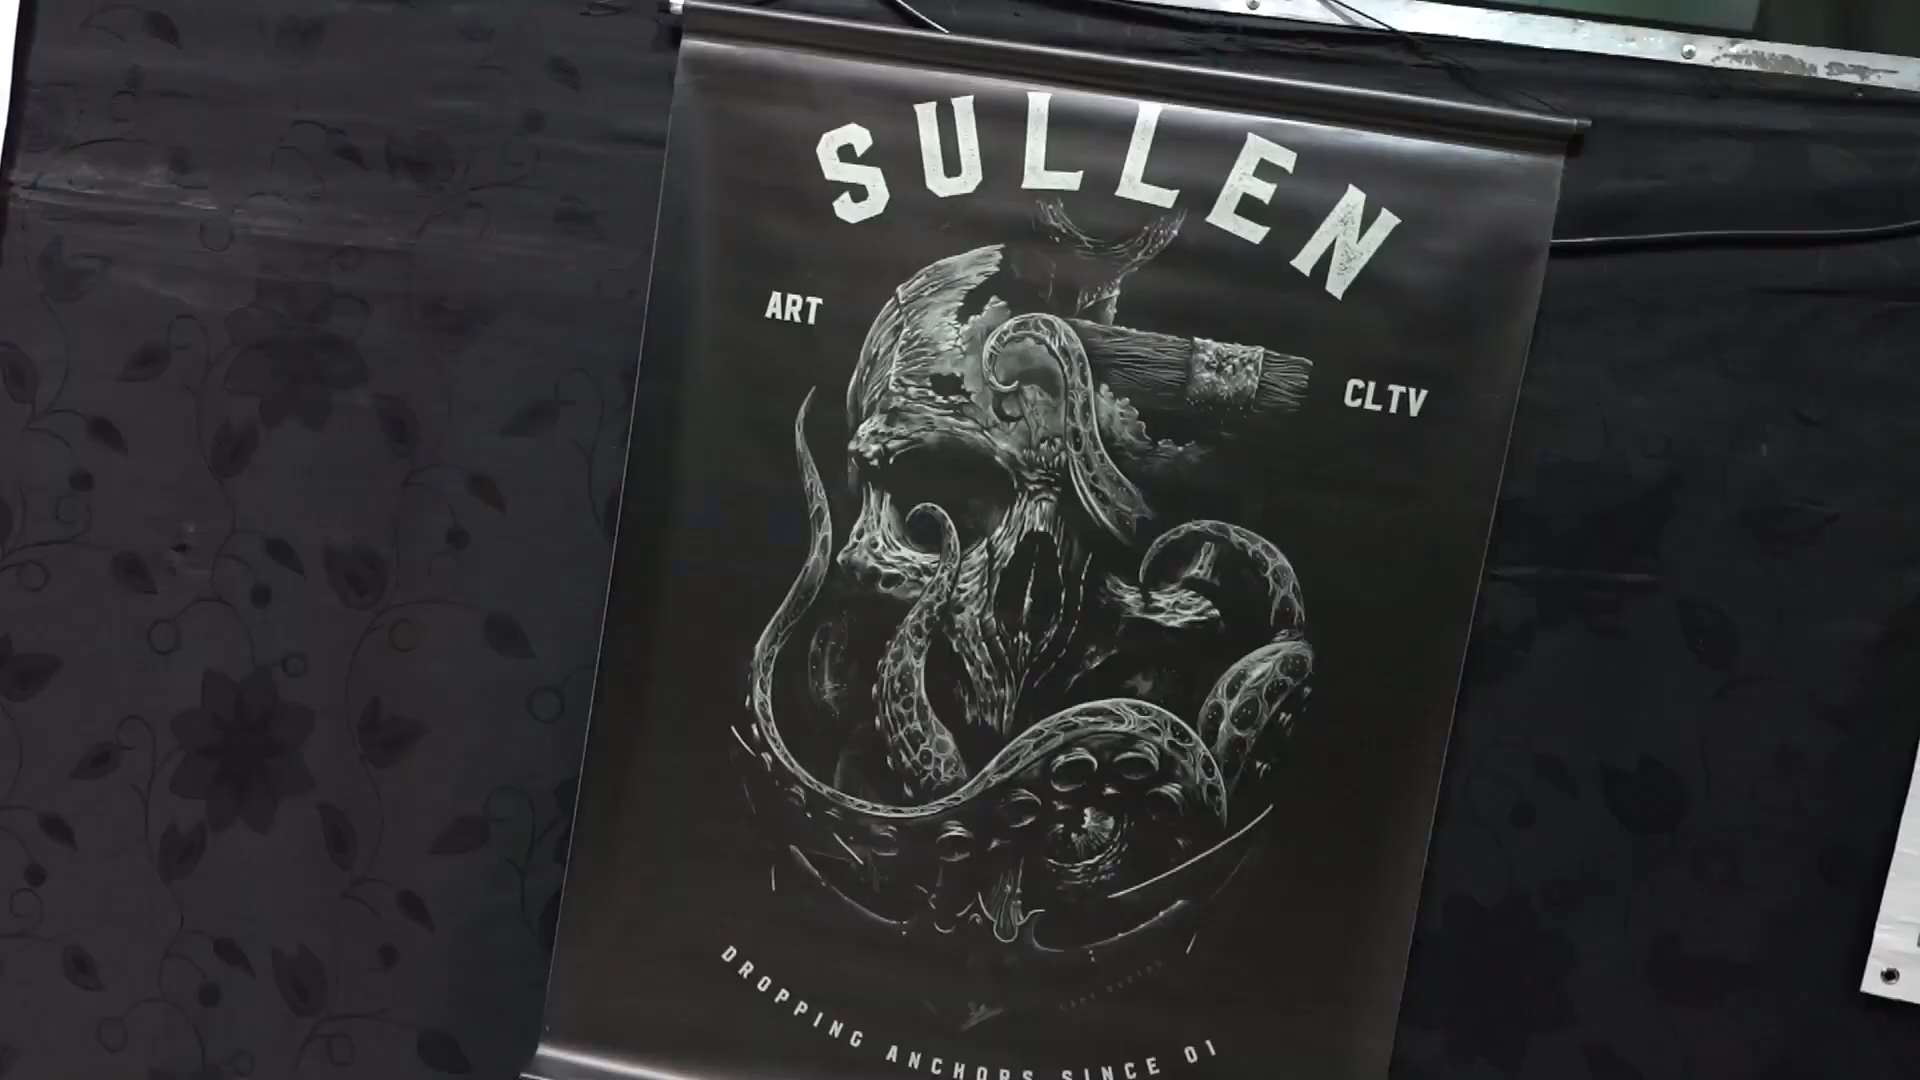 SULLEN
ART
CLTV
DROPPING ANCHORS SINCE 01